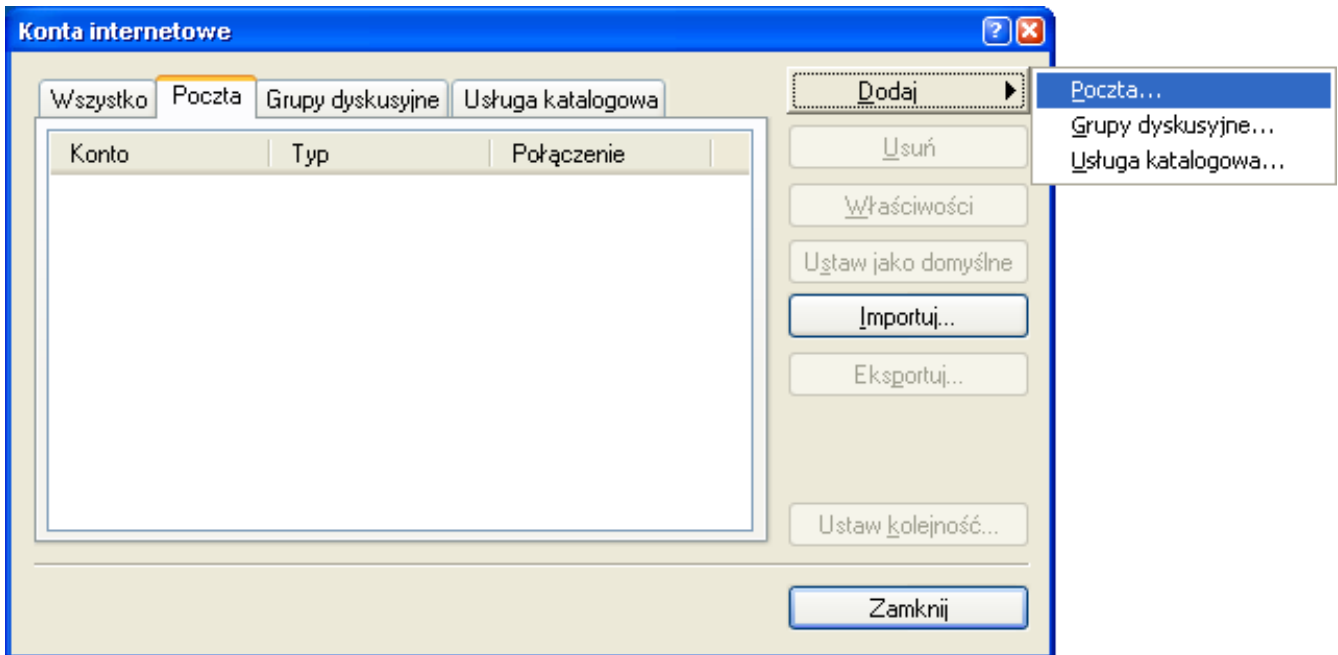 Konta internetowe
Wszystko Poczta Grupy dyskusyjne Usługa katalogowa
Konto Typ Połączenie
Dodaj
Usuń
Właściwości
Ustaw jako domyślne
Importuj...
Eksportuj...
Ustaw kolejność...
Zamknij
Poczta...
Grupy dyskusyjne...
Usługa katalogowa...